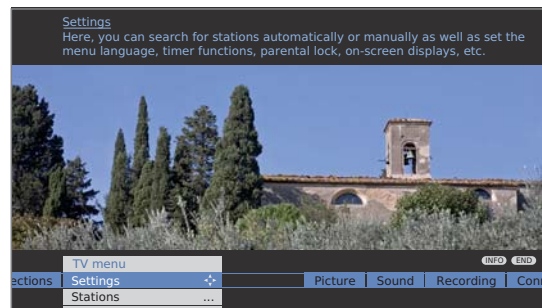 Settings
Here, you can search for stations automatically or manually as well as set the
menu language, timer functions, parental lock, on-screen displays, etc.
INFO END
TV menu
ections Settings Picture Sound Recording Con
Stations ...